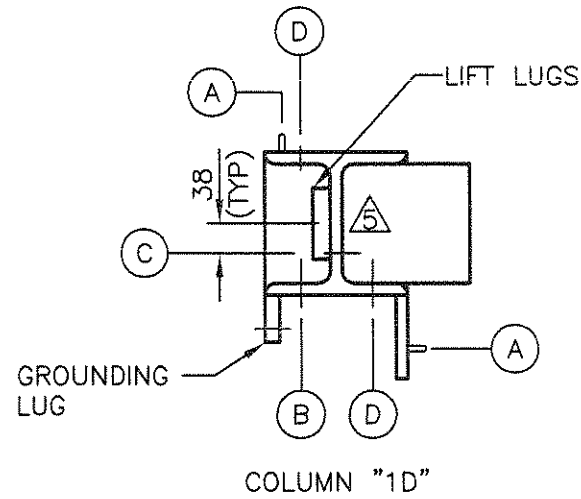 D
A
LIFT LUGS
38
(TYP)
5
C
A
GROUNDING
LUG
B
D
COLUMN "1D"